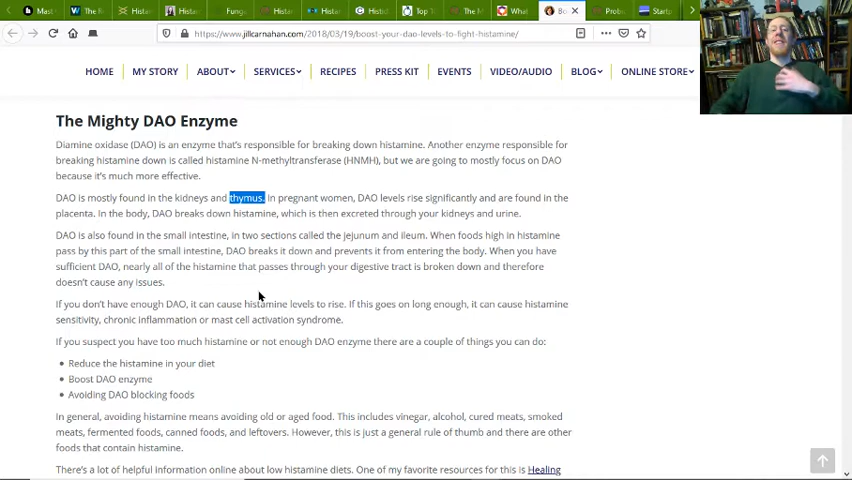 Mast
The Re
Hista
Histar
Funga
Hista
Hista
Histid
Top T
The M
What
Bo
Prob
Startp
https://www.jillcarnahan.com/2018/03/19/boost-your-dao-levels-to-fight-histamine/
HOME MY STORY ABOUT SERVICES RECIPES PRESS KIT EVENTS VIDEO/AUDIO BLOG ONLINE STORE
The Mighty DAO Enzyme
Diamine oxidase (DAO) is an enzyme that's responsible for breaking down histamine. Another enzyme responsible for
breaking histamine down is called histamine N-methyltransferase (HNMH), but we are going to mostly focus on DAO
because it's much more effective.
DAO is mostly found in the kidneys and thymus. In pregnant women, DAO levels rise significantly and are found in the
placenta. In the body, DAO breaks down histamine, which is then excreted through your kidneys and urine.
DAO is also found in the small intestine, in two sections called the jejunum and ileum. When foods high in histamine
pass by this part of the small intestine, DAO breaks it down and prevents it from entering the body. When you have
sufficient DAO, nearly all of the histamine that passes through your digestive tract is broken down and therefore
doesn't cause any issues.
If you don't have enough DAO, it can cause histamine levels to rise. If this goes on long enough, it can cause histamine
sensitivity, chronic inflammation or mast cell activation syndrome.
If you suspect you have too much histamine or not enough DAO enzyme there are a couple of things you can do:
Reduce the histamine in your diet
Boost DAO enzyme
Avoiding DAO blocking foods
In general, avoiding histamine means avoiding old or aged food. This includes vinegar, alcohol, cured meats, smoked
meats, fermented foods, canned foods, and leftovers. However, this is just a general rule of thumb and there are other
foods that contain histamine.
There's a lot of helpful information online about low histamine diets. One of my favorite resources for this is Healing